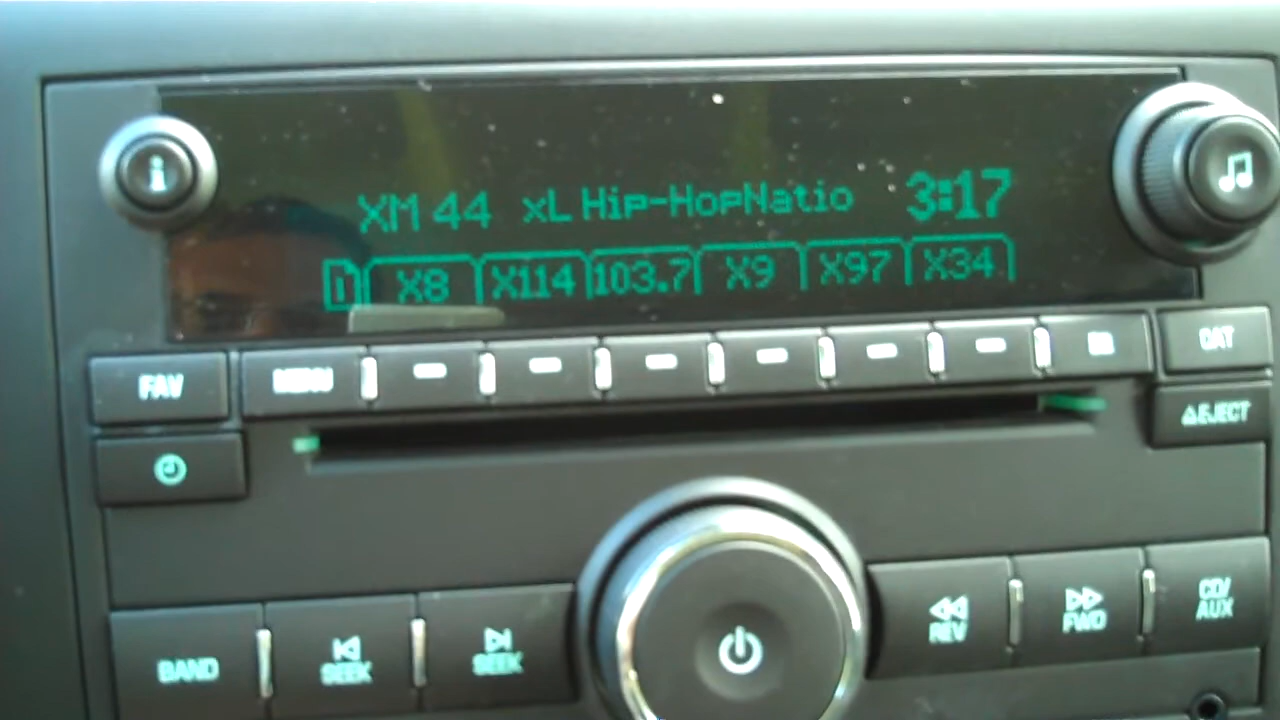 XM 44 xL Hip-HopNatio 3:17
1 X8 X114 103.7 X9 X97 X34
FAV MENU CAT
EJECT
BAND SEEK SEEK REV FWD CD/
AUX